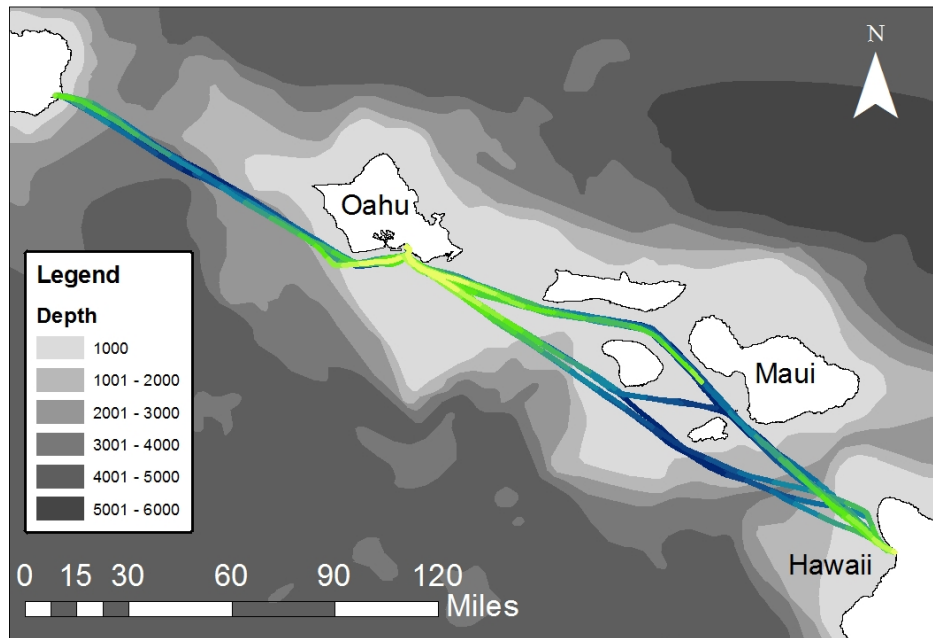 N
Oahu
Maui
Hawaii
Legend
Depth
1000
1001 - 2000
2001 - 3000
3001 - 4000
4001 - 5000
5001 - 6000
0 15 30 60 90 120
Miles